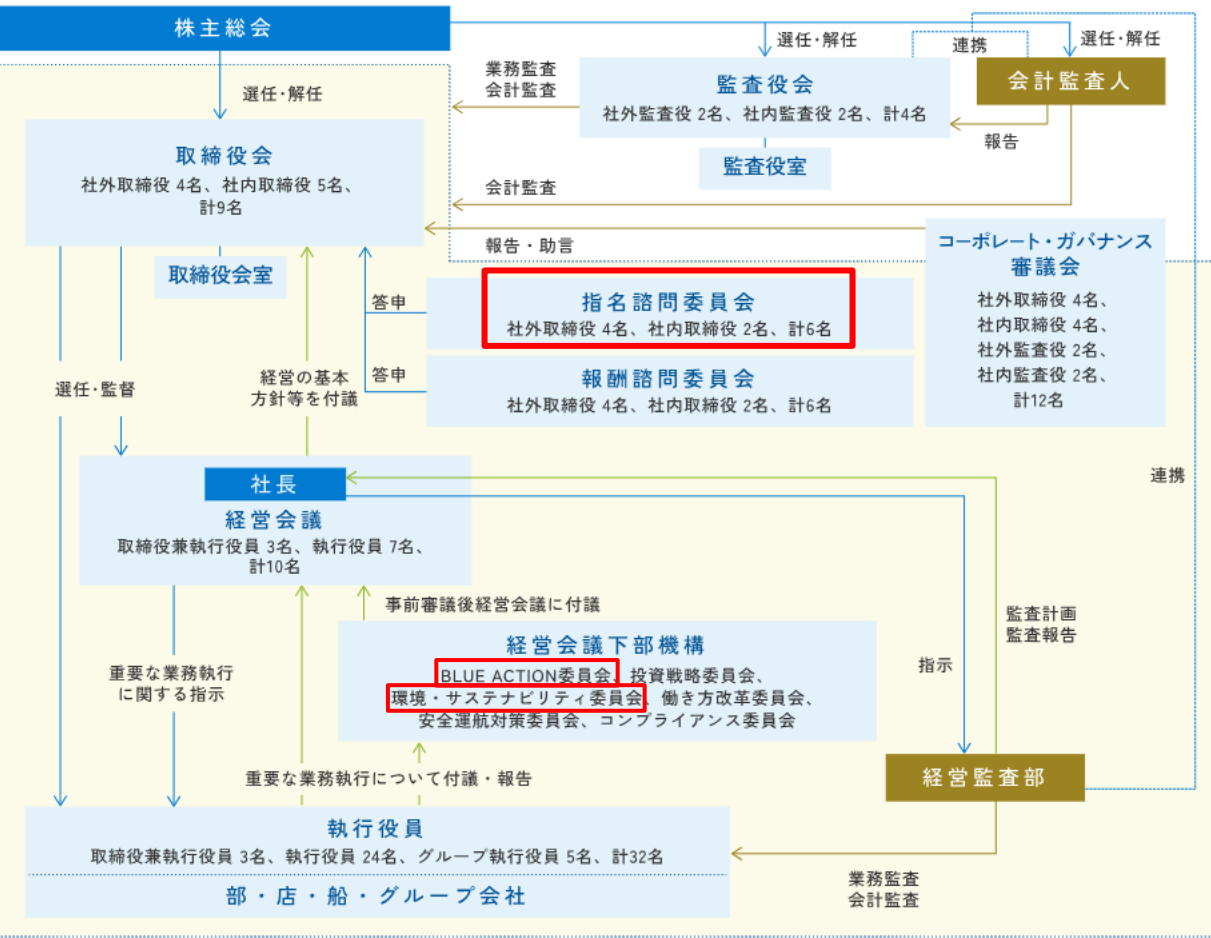 株主総会
選任・解任
選任・解任
連携
選任・解任
業務監査
会計監査
監査役会
社外監査役 2名、社内監査役 2名、計4名
会計監査人
報告
監査役室
取締役会
社外取締役 4名、社内取締役 5名、
計9名
会計監査
取締役会室
報告・助言
コーポレート・ガバナンス
審議会
社外取締役 4名、
社内取締役 4名、
社外監査役 2名、
社内監査役 2名、
計12名
答申
指名諮問委員会
社外取締役 4名、社内取締役 2名、計6名
答申
報酬諮問委員会
社外取締役 4名、社内取締役 2名、計6名
選任・監督
経営の基本
方針等を付議
連携
社長
経営会議
取締役兼執行役員 3名、執行役員 7名、
計10名
事前審議後経営会議に付議
経営会議下部機構
BLUE ACTION委員会、投資戦略委員会、
環境・サステナビリティ委員会、働き方改革委員会、
安全運航対策委員会、コンプライアンス委員会
監査計画
監査報告
指示
重要な業務執行
に関する指示
重要な業務執行について付議・報告
経営監査部
執行役員
取締役兼執行役員 3名、執行役員 24名、グループ執行役員 5名、計32名
部・店・船・グループ会社
業務監査
会計監査